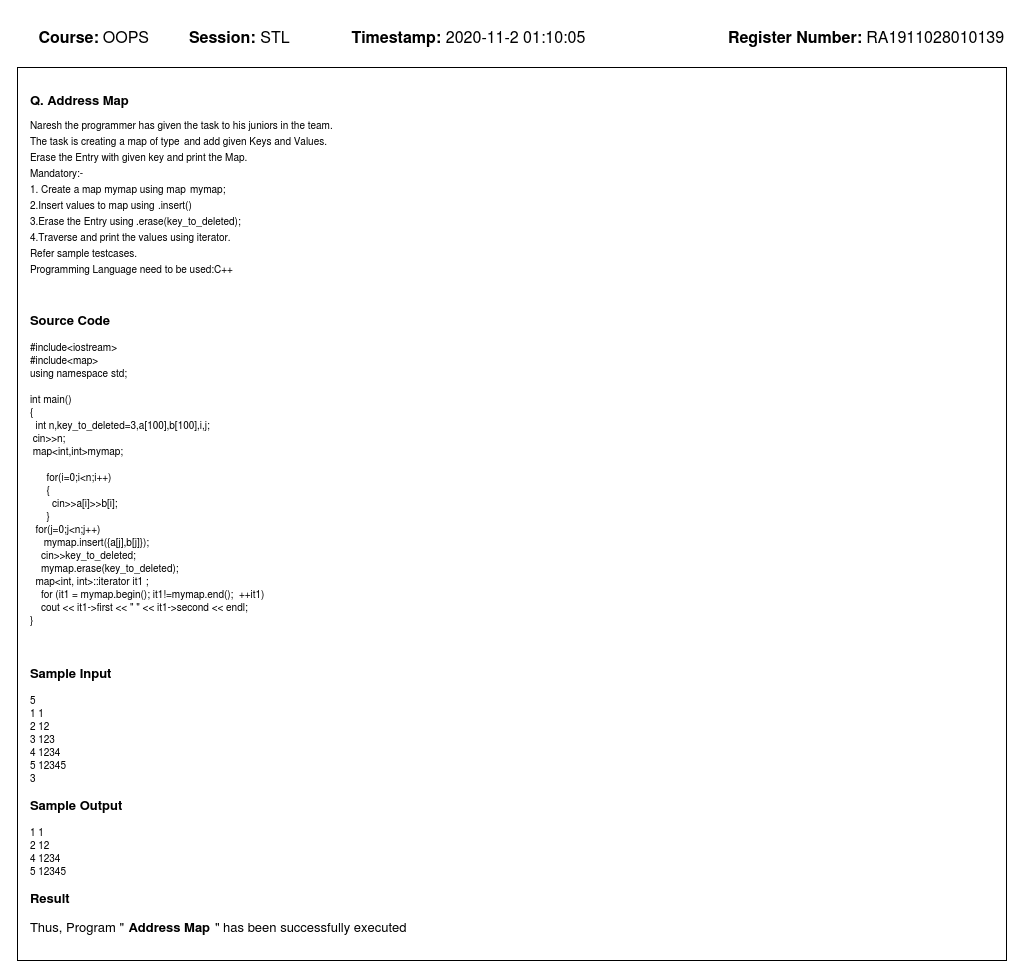 Course: OOPS Session: STL Timestamp: 2020-11-2 01:10:05 Register Number: RA1911028010139
Q. Address Map
Naresh the programmer has given the task to his juniors in the team.
The task is creating a map of type  and add given Keys and Values.
Erase the Entry with given key and print the Map.
Mandatory:-
1. Create a map mymap using map  mymap;
2.Insert values to map using .insert()
3.Erase the Entry using .erase(key_to_deleted);
4.Traverse and print the values using iterator.
Refer sample testcases.
Programming Language need to be used:C++
Source Code
#include<iostream>
#include<map>
using namespace std;
int main()
{
int n,key_to_deleted=3,a[100],b[100],i,j;
cin>>n;
map<int,int>mymap;
for(i=0;i<n;i++)
{
cin>>a[i]>>b[i];
}
for(j=0;j<n;j++)
mymap.insert({a[j],b[j]});
cin>>key_to_deleted;
mymap.erase(key_to_deleted);
map<int, int>::iterator it1 ;
for (it1 = mymap.begin(); it1!=mymap.end();  ++it1)
cout << it1->first << " " << it1->second << endl;
}
Sample Input
5
1 1
2 12
3 123
4 1234
5 12345
3
Sample Output
1 1
2 12
4 1234
5 12345
Result
Thus, Program " Address Map " has been successfully executed